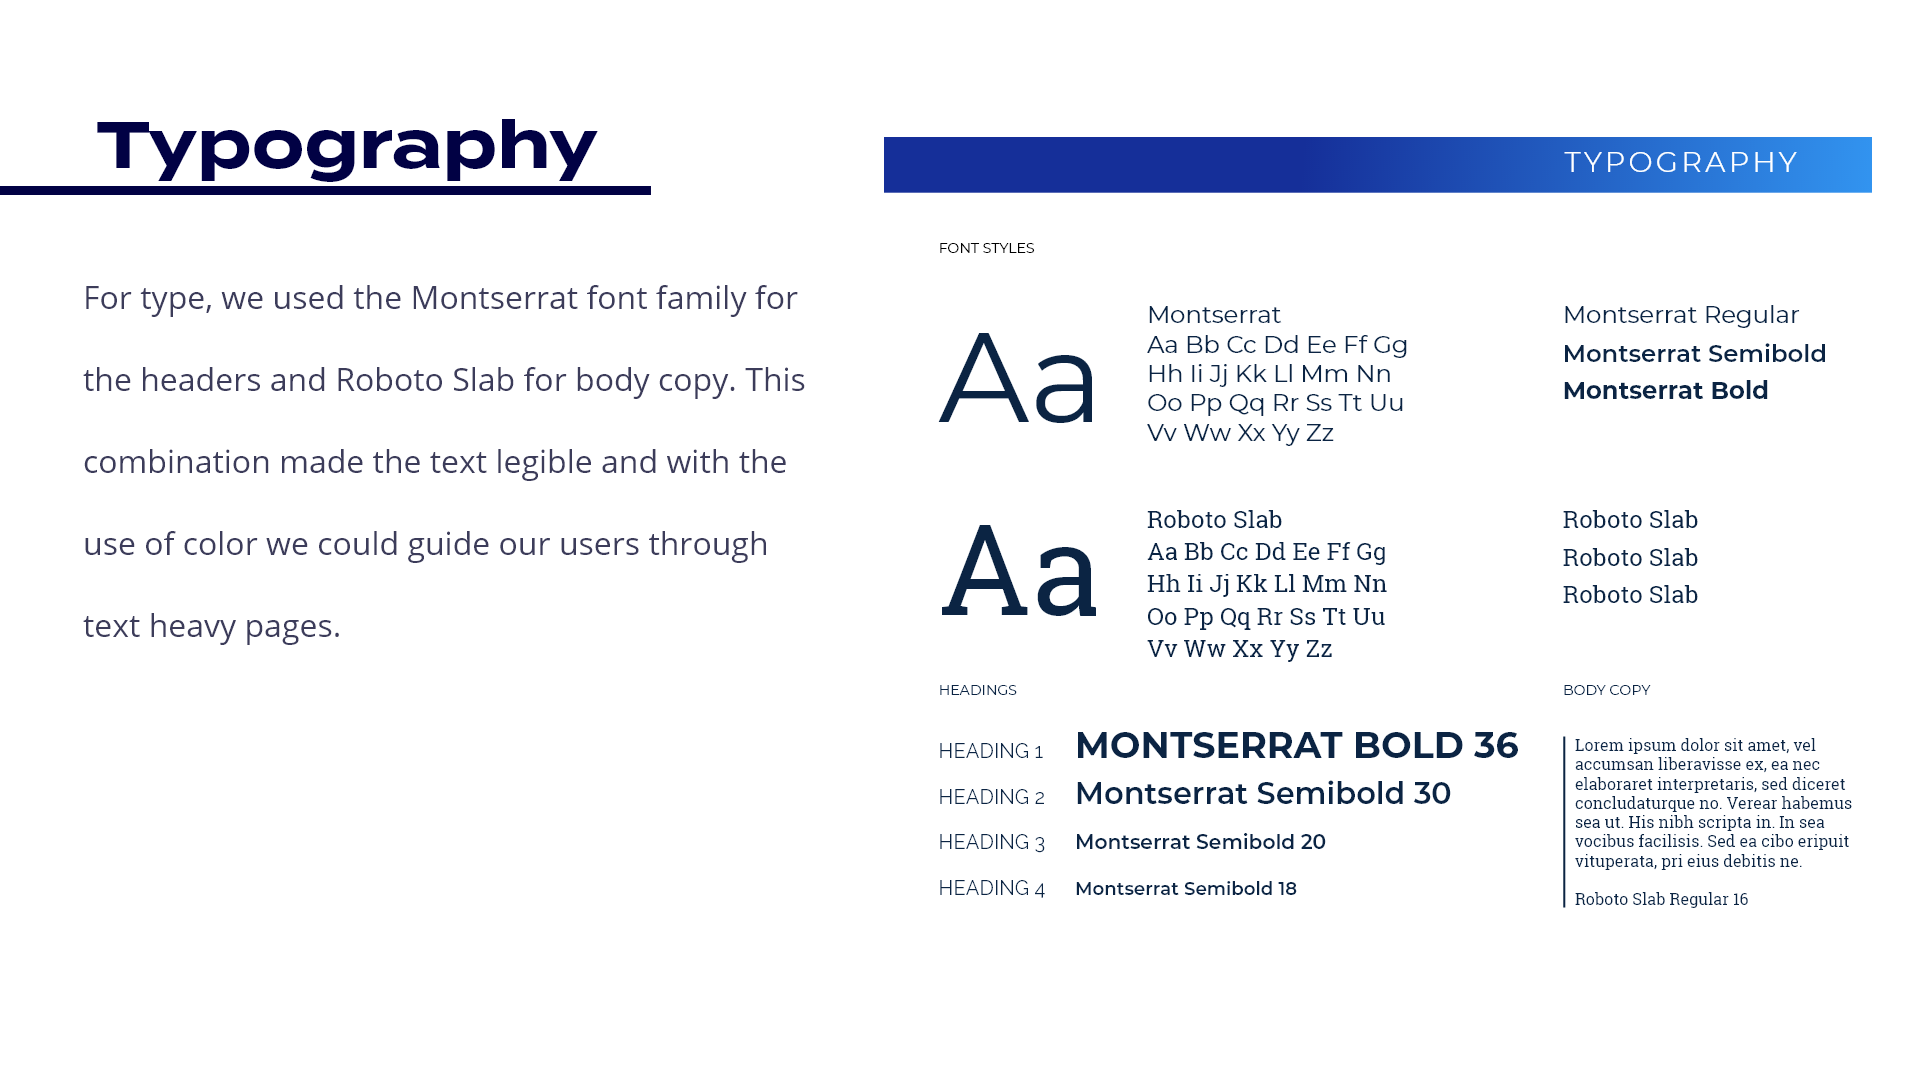 Typography
For type, we used the Montserrat font family for
the headers and Roboto Slab for body copy. This
combination made the text legible and with the
use of color we could guide our users through
text heavy pages.
TYPOGRAPHY
FONT STYLES
Aa
Montserrat
Aa Bb Cc Dd Ee Ff Gg
Hh Ii Jj Kk Ll Mm Nn
Oo Pp Qq Rr Ss Tt Uu
Vv Ww Xx Yy Zz
Montserrat Regular
Montserrat Semibold
Montserrat Bold
Aa
Roboto Slab
Aa Bb Cc Dd Ee Ff Gg
Hh Ii Jj Kk Ll Mm Nn
Oo Pp Qq Rr Ss Tt Uu
Vv Ww Xx Yy Zz
Roboto Slab
Roboto Slab
Roboto Slab
HEADINGS
HEADING 1 MONTSERRAT BOLD 36
HEADING 2 Montserrat Semibold 30
HEADING 3 Montserrat Semibold 20
HEADING 4 Montserrat Semibold 18
BODY COPY
Lorem ipsum dolor sit amet, vel
accumsan liberavisse ex, ea nec
elaboraret interpretaris, sed diceret
concludaturque no. Verear habemus
sea ut. His nibh scripta in. In sea
vocibus facilisis. Sed ea cibo eripuit
vituperata, pri eius debitis ne.
Roboto Slab Regular 16